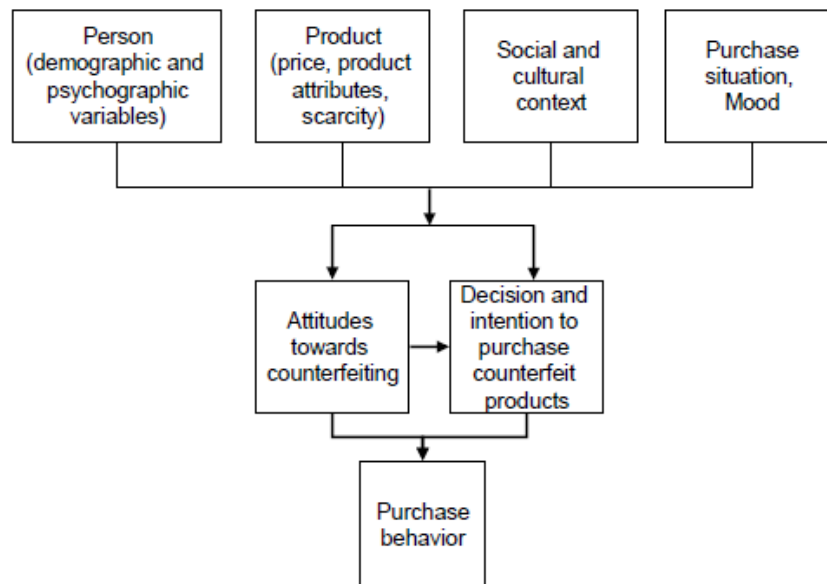 Person
(demographic and
psychographic
variables)
Product
(price, product
attributes,
scarcity)
Social and
cultural
context
Purchase
situation,
Mood
Attitudes
towards
counterfeiting
Decision and
intention to
purchase
counterfeit
products
Purchase
behavior